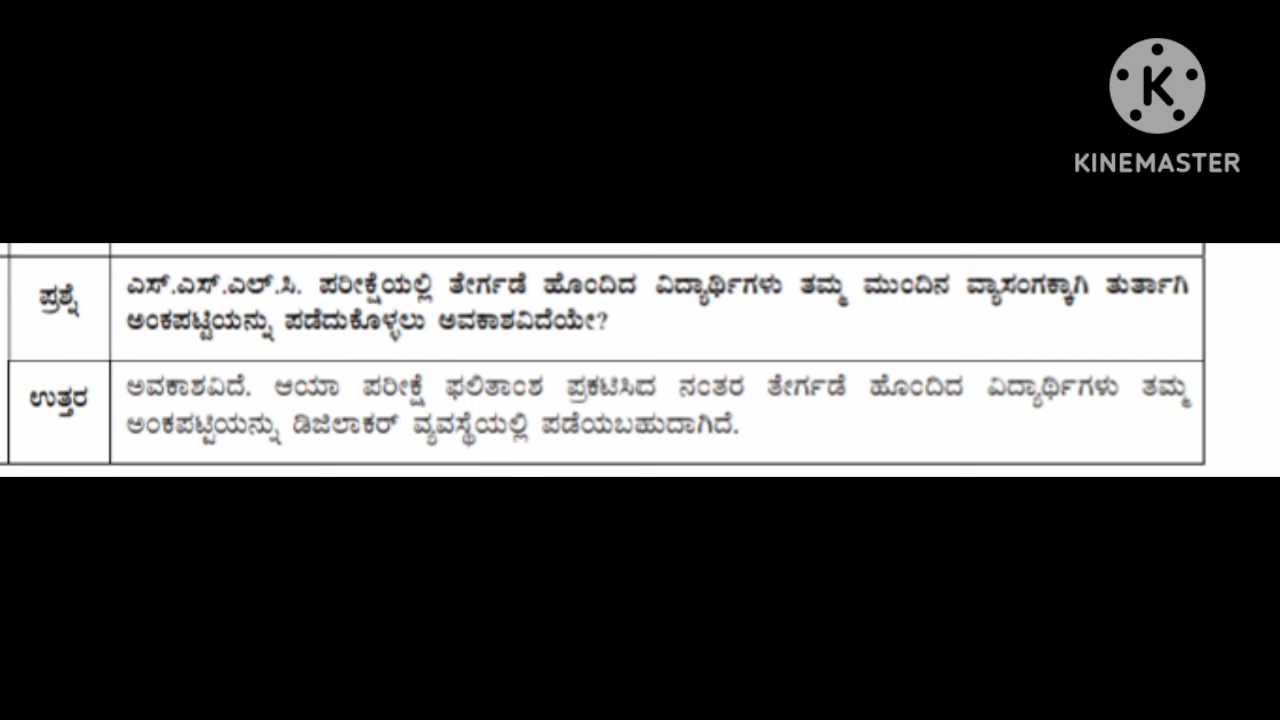 KINEMASTER
ಪ್ರಶ್ನೆ
ಎಸ್.ಎಸ್.ಎಲ್.ಸಿ. ಪರೀಕ್ಷೆಯಲ್ಲಿ ತೇರ್ಗಡೆ ಹೊಂದಿದ ವಿದ್ಯಾರ್ಥಿಗಳು ತಮ್ಮ ಮುಂದಿನ ವ್ಯಾಸಂಗಕ್ಕಾಗಿ ತುರ್ತಾಗಿ
ಅಂಕಪಟ್ಟಿಯನ್ನು ಪಡೆದುಕೊಳ್ಳಲು ಅವಕಾಶವಿದೆಯೇ?
ಉತ್ತರ
ಅವಕಾಶವಿದೆ. ಆಯಾ ಪರೀಕ್ಷೆ ಫಲಿತಾಂಶ ಪ್ರಕಟಿಸಿದ ನಂತರ ತೇರ್ಗಡೆ ಹೊಂದಿದ ವಿದ್ಯಾರ್ಥಿಗಳು ತಮ್ಮ
ಅಂಕಪಟ್ಟಿಯನ್ನು ಡಿಜಿಲಾಕರ್ ವ್ಯವಸ್ಥೆಯಲ್ಲಿ ಪಡೆಯಬಹುದಾಗಿದೆ.